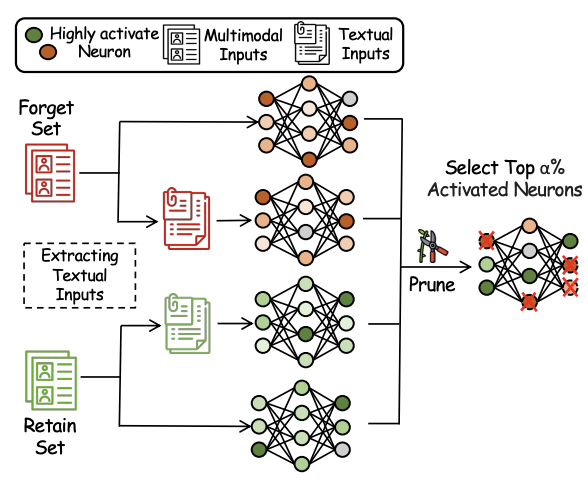 Highly activate
Neuron
Multimodal
Inputs
Textual
Inputs
Forget
Set
Select Top α%
Activated Neurons
Extracting
Textual
Inputs
Prune
Retain
Set